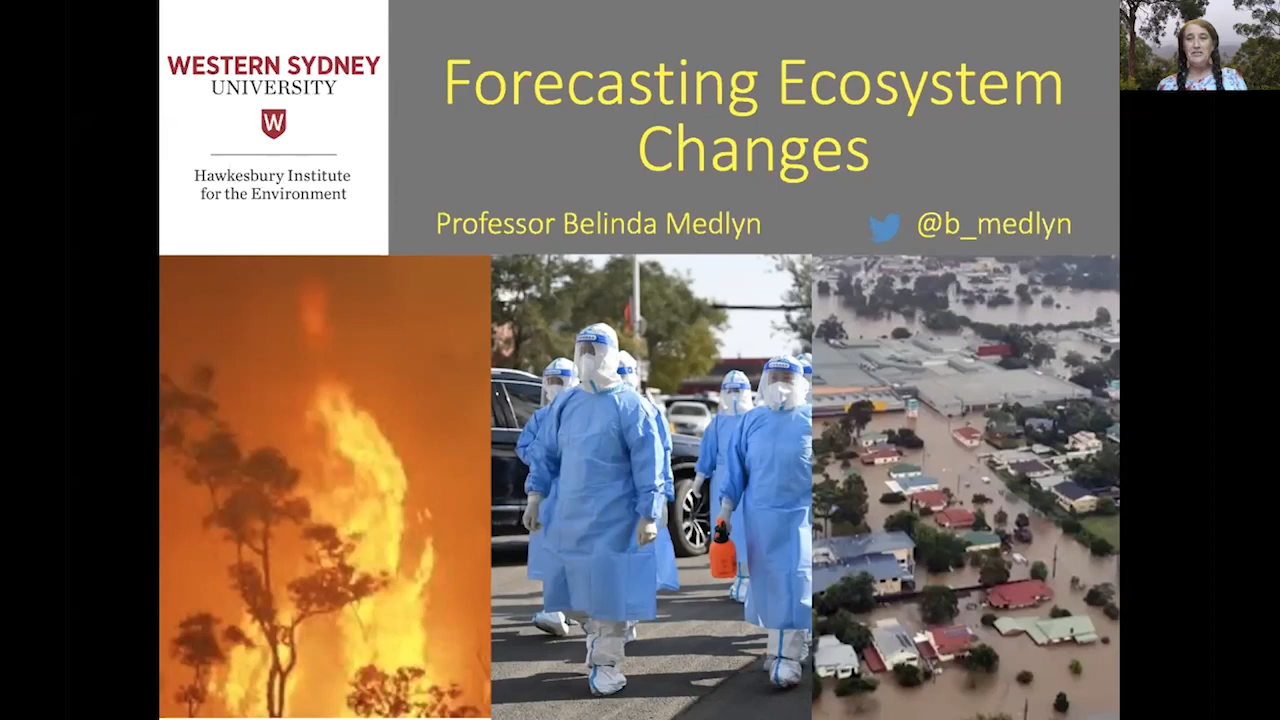 WESTERN SYDNEY
UNIVERSITY
W
Hawkesbury Institute
for the Environment
Forecasting Ecosystem
Changes
Professor Belinda Medlyn
@b_medlyn